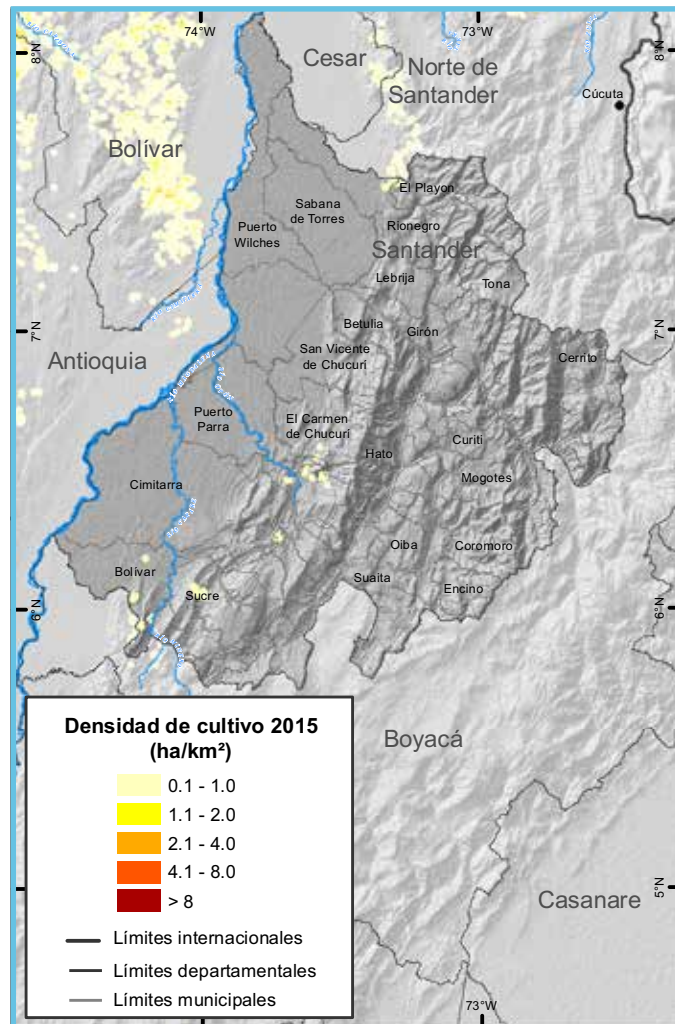 74°W
73°W
8°N
8°N
Cesar
Norte de
Santander
Cúcuta
Bolívar
El Playon
Sabana
de Torres
Puerto
Wilches
Rionegro
Santander
Lebrija
Tona
Betulia
Girón
7°N
7°N
San Vicente
de Chucurí
Cerrito
Antioquia
Puerto
Parra
El Carmen
de Chucurí
Curiti
Hato
Mogotes
Cimitarra
Oiba
Coromoro
Bolívar
Suaita
Sucre
Encino
6°N
6°N
Densidad de cultivo 2015
(ha/km²)
0.1 - 1.0
1.1 - 2.0
2.1 - 4.0
4.1 - 8.0
> 8
Límites internacionales
Límites departamentales
Límites municipales
Boyacá
5°N
Casanare
73°W